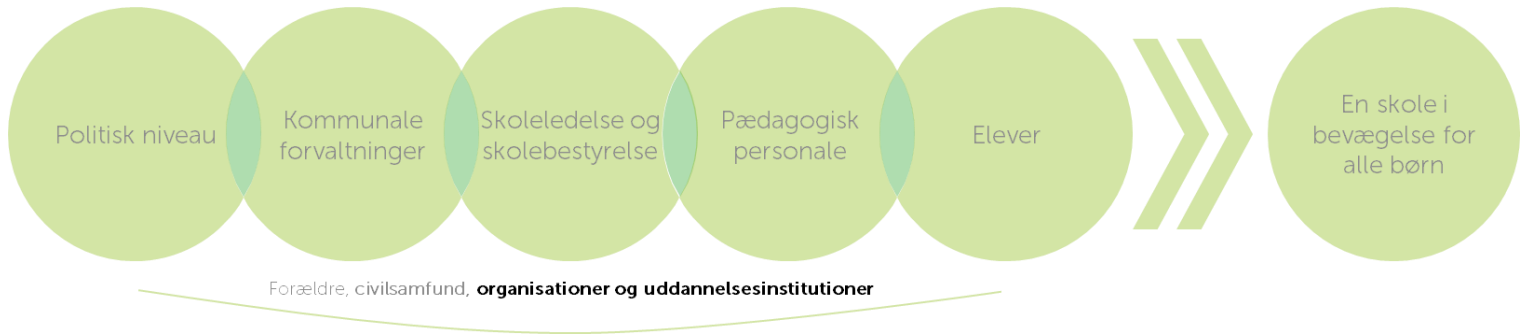 Politisk niveau
Kommunale
forvaltninger
Skoleledelse og
skolebestyrelse
Pædagogisk
personale
Elever
En skole i
bevægelse for
alle børn
Forældre, civilsamfund, organisationer og uddannelsesinstitutioner